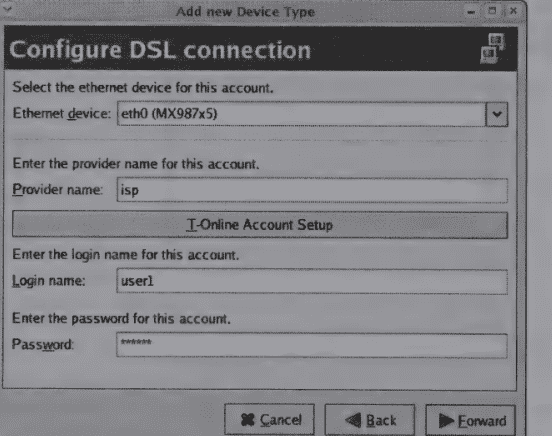 Add new Device Type
Configure DSL connection
Select the ethernet device for this account.
Ethernet device: eth0 (MX987x5)
Enter the provider name for this account.
Provider name: isp
T-Online Account Setup
Enter the login name for this account.
Login name: user1
Enter the password for this account.
Password: ******
Cancel Back Forward